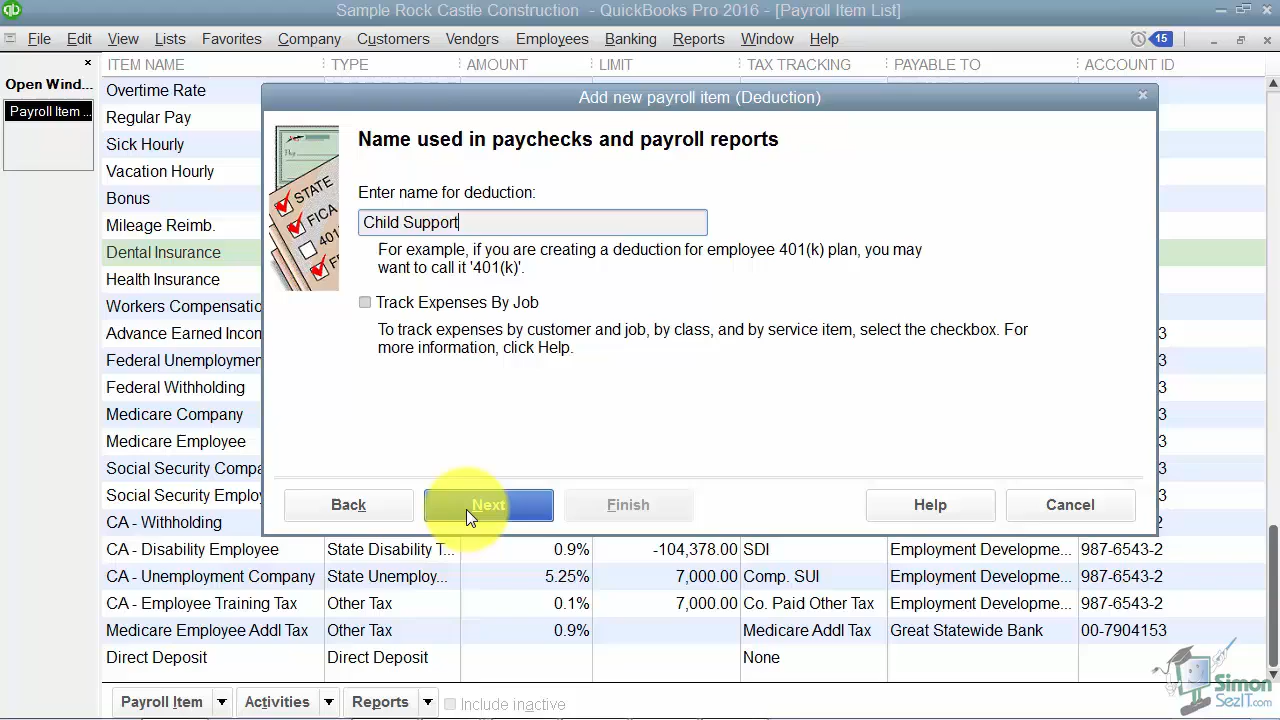 Sample Rock Castle Construction - QuickBooks Pro 2016 - [Payroll Item List]
File Edit View Lists Favorites Company Customers Vendors Employees Banking Reports Window Help 15
ITEM NAME TYPE AMOUNT LIMIT TAX TRACKING PAYABLE TO ACCOUNT ID
Open Wind...
Payroll Item ...
Overtime Rate
Regular Pay
Sick Hourly
Vacation Hourly
Bonus
Mileage Reimb.
Dental Insurance
Health Insurance
Workers Compensatio
Advance Earned Incom 3
Federal Unemploymen 3
Federal Withholding 3
Medicare Company 3
Medicare Employee 3
Social Security Compa 3
Social Security Employ 3
CA - Withholding 2
Add new payroll item (Deduction)
Name used in paychecks and payroll reports
STATE
FICA
401
Enter name for deduction:
Child Support
For example, if you are creating a deduction for employee 401(k) plan, you may
want to call it '401(k)'.
Track Expenses By Job
To track expenses by customer and job, by class, and by service item, select the checkbox. For
more information, click Help.
Back Next Finish Help Cancel
CA - Disability Employee State Disability T... 0.9% -104,378.00 SDI Employment Developme... 987-6543-2
CA - Unemployment Company State Unemploy... 5.25% 7,000.00 Comp. SUI Employment Developme... 987-6543-2
CA - Employee Training Tax Other Tax 0.1% 7,000.00 Co. Paid Other Tax Employment Developme... 987-6543-2
Medicare Employee Addl Tax Other Tax 0.9% Medicare Addl Tax Great Statewide Bank 00-7904153
Direct Deposit Direct Deposit None
Payroll Item Activities Reports Include inactive
Simon
SezIT.com